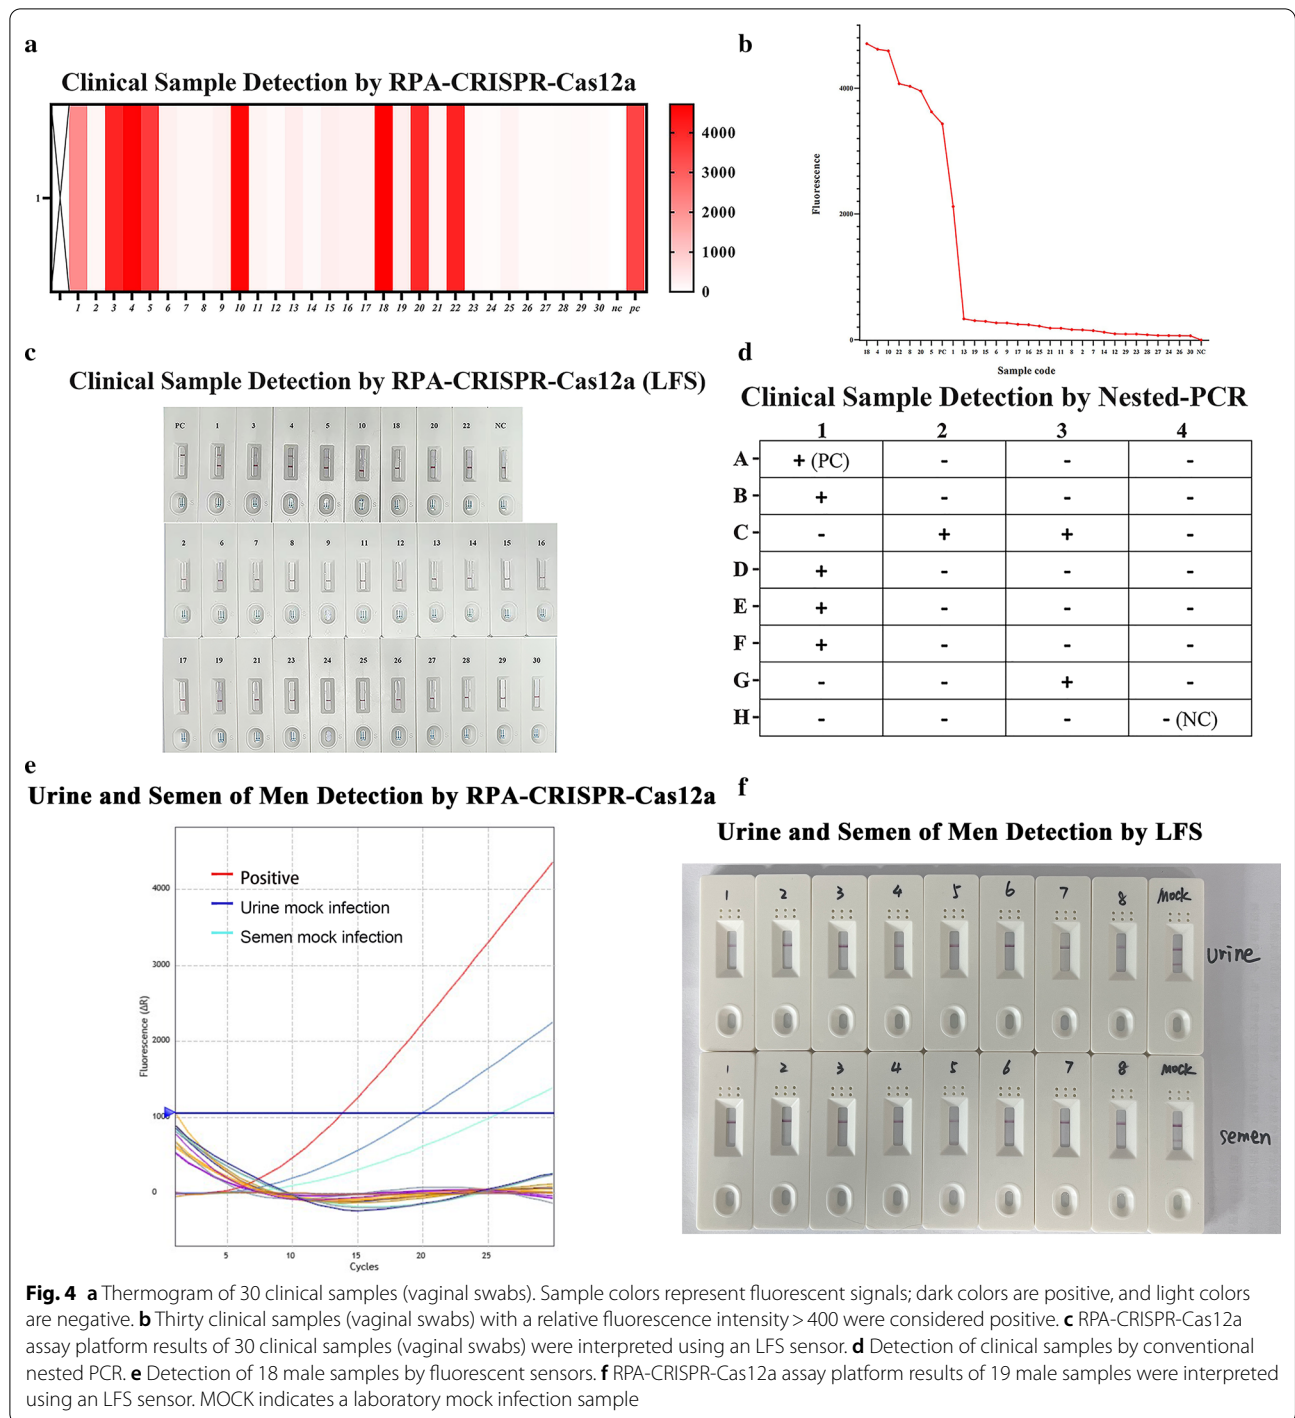 a
Clinical Sample Detection by RPA-CRISPR-Cas12a
1
1 2 3 4 5 6 7 8 9 10 11 12 13 14 15 16 17 18 19 20 21 22 23 24 25 26 27 28 29 30 nc pc
4000
3000
2000
1000
0
b
Fluorescence
4000
2000
0
18 4 10 22 8 20 5 PC 1 13 19 15 6 9 17 16 25 21 11 8 2 7 14 12 29 23 28 27 24 26 30 NC
Sample code
c
Clinical Sample Detection by RPA-CRISPR-Cas12a (LFS)
PC 1 3 4 5 10 18 20 22 NC
2 6 7 8 9 11 12 13 14 15 16
17 19 21 23 24 25 26 27 28 29 30
d
Clinical Sample Detection by Nested-PCR
1 2 3 4
A + (PC) - - -
B + - - -
C - + + -
D + - - -
E + - - -
F + - - -
G - - + -
H - - - - (NC)
e
Urine and Semen of Men Detection by RPA-CRISPR-Cas12a
Positive
Urine mock infection
Semen mock infection
Fluorescence (ΔR)
4000
3000
2000
1000
0
5 10 15 20 25
Cycles
f
Urine and Semen of Men Detection by LFS
1 2 3 4 5 6 7 8 Mock
urine
1 2 3 4 5 6 7 8 Mock
semen
Fig. 4 a Thermogram of 30 clinical samples (vaginal swabs). Sample colors represent fluorescent signals; dark colors are positive, and light colors
are negative. b Thirty clinical samples (vaginal swabs) with a relative fluorescence intensity > 400 were considered positive. c RPA-CRISPR-Cas12a
assay platform results of 30 clinical samples (vaginal swabs) were interpreted using an LFS sensor. d Detection of clinical samples by conventional
nested PCR. e Detection of 18 male samples by fluorescent sensors. f RPA-CRISPR-Cas12a assay platform results of 19 male samples were interpreted
using an LFS sensor. MOCK indicates a laboratory mock infection sample